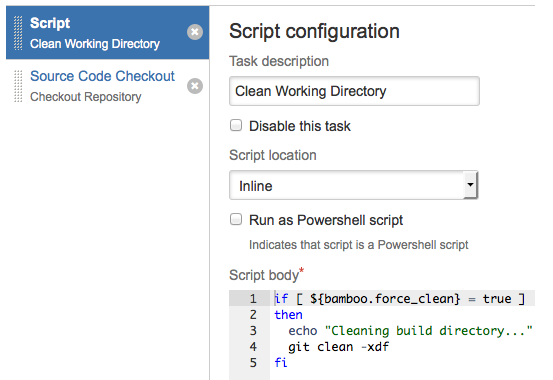 Script
Clean Working Directory
Source Code Checkout
Checkout Repository
Script configuration
Task description
Clean Working Directory
Disable this task
Script location
Inline
Run as Powershell script
Indicates that script is a Powershell script
Script body*
1 if [ ${bamboo.force_clean} = true ]
2 then
3   echo "Cleaning build directory..."
4   git clean -xdf
5 fi